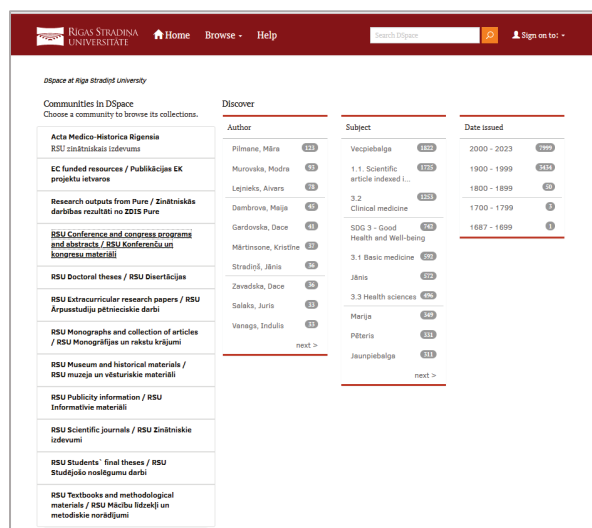 RĪGAS STRADIŅA
UNIVERSITĀTE
Home Browse Help
Search DSpace
Sign on to:
DSpace at Rīga Stradiņš University
Communities in DSpace
Choose a community to browse its collections.
Acta Medico-Historica Rigensia
RSU zinātniskais izdevums
EC funded resources / Publikācijas EK
projektu ietvaros
Research outputs from Pure / Zinātniskās
darbības rezultāti no ZDIS Pure
RSU Conference and congress programs
and abstracts / RSU Konferenču un
kongresu materiāli
RSU Doctoral theses / RSU Disertācijas
RSU Extracurricular research papers / RSU
Ārpusstudiju pētnieciskie darbi
RSU Monographs and collection of articles
/ RSU Monogrāfijas un rakstu krājumi
RSU Museum and historical materials /
RSU muzeja un vēsturiskie materiāli
RSU Publicity information / RSU
Informatīvie materiāli
RSU Scientific journals / RSU Zinātniskie
izdevumi
RSU Students` final theses / RSU
Studējošo noslēgumu darbi
RSU Textbooks and methodological
materials / RSU Mācību līdzekļi un
metodiskie norādījumi
Discover
Author
Pilmane, Māra 123
Murovska, Modra 93
Lejnieks, Aivars 78
Dambrova, Maija 45
Gardovska, Dace 41
Mārtinsone, Kristīne 37
Stradiņš, Jānis 36
Zavadska, Dace 36
Salaks, Juris 33
Vanags, Indulis 33
next >
Subject
Vecpiebalga 1822
1.1. Scientific 1725
article indexed i...
3.2 1253
Clinical medicine
SDG 3 - Good 742
Health and Well-being
3.1 Basic medicine 592
Jānis 572
3.3 Health sciences 496
Marija 349
Pēteris 331
Jaunpiebalga 311
next >
Date issued
2000 - 2023 7999
1900 - 1999 3434
1800 - 1899 50
1700 - 1799 3
1687 - 1699 1